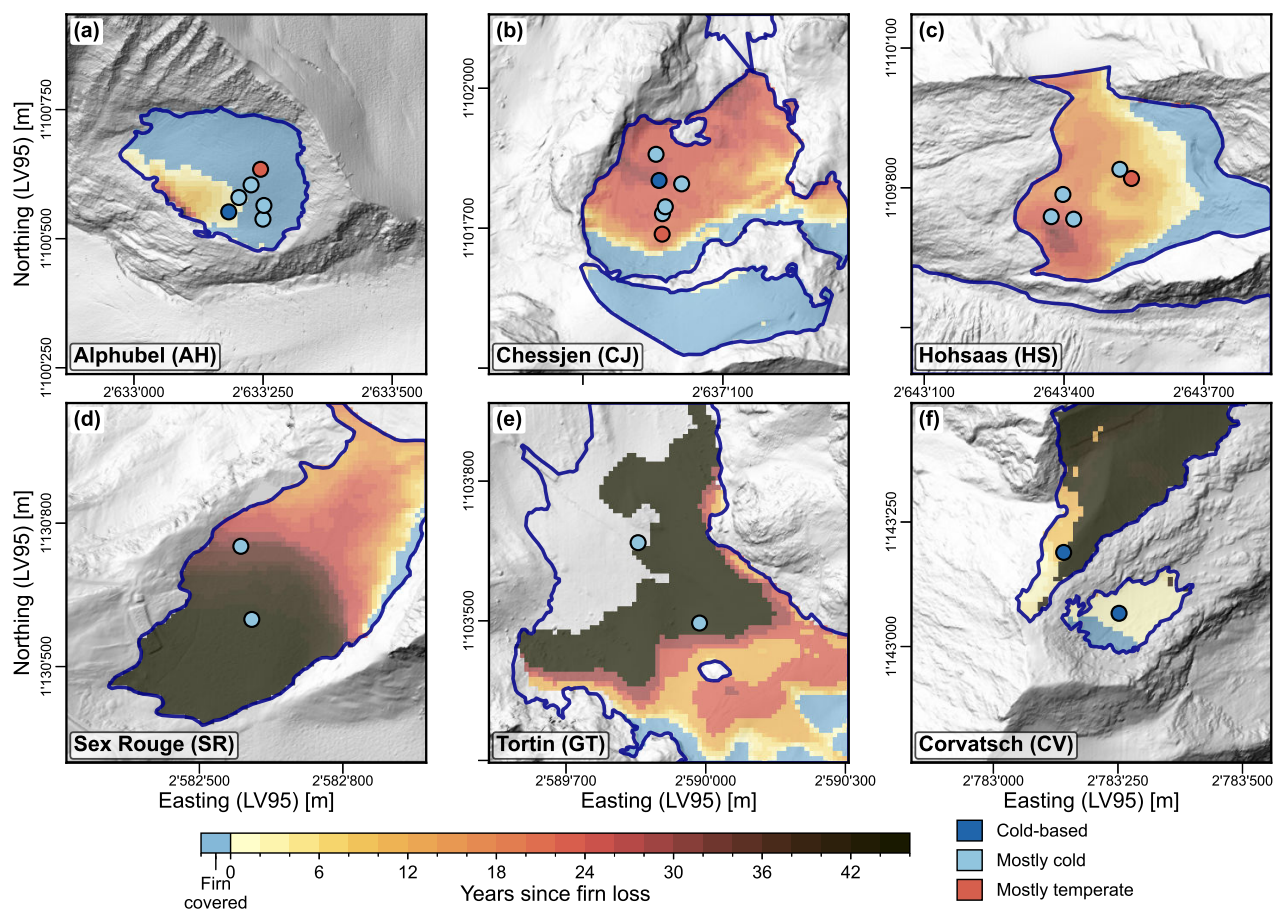 (a)
(b)
(c)
Northing (LV95) [m]
1'100'750
1'100'500
1'100'250
1'102'000
1'101'700
1'110'100
1'109'800
Alphubel (AH)
Chessjen (CJ)
Hohsaas (HS)
2'633'000
2'633'250
2'633'500
2'637'100
2'643'100
2'643'400
2'643'700
(d)
(e)
(f)
Northing (LV95) [m]
1'130'800
1'130'500
1'103'800
1'103'500
1'143'250
1'143'000
Sex Rouge (SR)
Tortin (GT)
Corvatsch (CV)
2'582'500
2'582'800
2'589'700
2'590'000
2'590'300
2'783'000
2'783'250
2'783'500
Easting (LV95) [m]
Easting (LV95) [m]
Easting (LV95) [m]
0
6
12
18
24
30
36
42
Firn
covered
Years since firn loss
Cold-based
Mostly cold
Mostly temperate